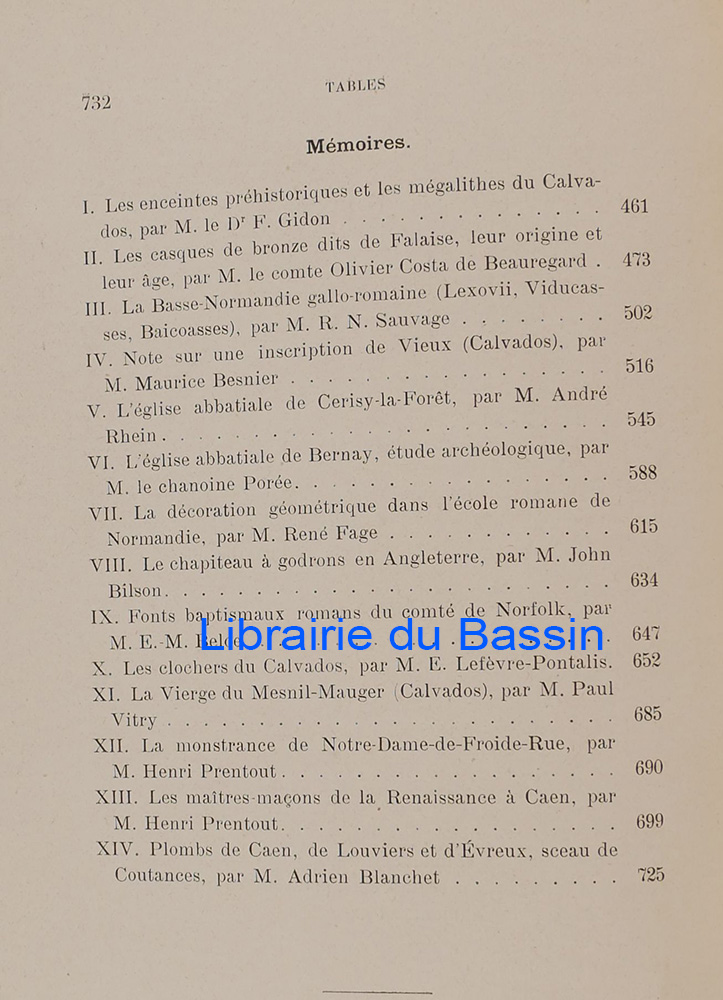 TABLES
732
Mémoires.
I. Les enceintes préhistoriques et les mégalithes du Calva-
dos, par M. le Dr F. Gidon . . . . . . . . . . . . . 461
II. Les casques de bronze dits de Falaise, leur origine et
leur âge, par M. le comte Olivier Costa de Beauregard . 473
III. La Basse-Normandie gallo-romaine (Lexovii, Viducas-
ses, Baicoasses), par M. R. N. Sauvage . . . . . . . . 502
IV. Note sur une inscription de Vieux (Calvados), par
M. Maurice Besnier . . . . . . . . . . . . . . . . . 516
V. L'église abbatiale de Cerisy-la-Forêt, par M. André
Rhein . . . . . . . . . . . . . . . . . . . . . . . . 545
VI. L'église abbatiale de Bernay, étude archéologique, par
M. le chanoine Porée. . . . . . . . . . . . . . . . . 588
VII. La décoration géométrique dans l'école romane de
Normandie, par M. René Fage . . . . . . . . . . . . 615
VIII. Le chapiteau à godrons en Angleterre, par M. John
Bilson. . . . . . . . . . . . . . . . . . . . . . . . 634
IX. Fonts baptismaux romans du comté de Norfolk, par
M. E.-M. . . . . . . . . . . . . . . . . . . . . 647
Librairie du Bassin
X. Les clochers du Calvados, par M. E. Lefèvre-Pontalis. 652
XI. La Vierge du Mesnil-Mauger (Calvados), par M. Paul
Vitry . . . . . . . . . . . . . . . . . . . . . . . . 685
XII. La monstrance de Notre-Dame-de-Froide-Rue, par
M. Henri Prentout . . . . . . . . . . . . . . . . . . 690
XIII. Les maîtres-maçons de la Renaissance à Caen, par
M. Henri Prentout. . . . . . . . . . . . . . . . . . 699
XIV. Plombs de Caen, de Louviers et d'Évreux, sceau de
Coutances, par M. Adrien Blanchet . . . . . . . . . 725